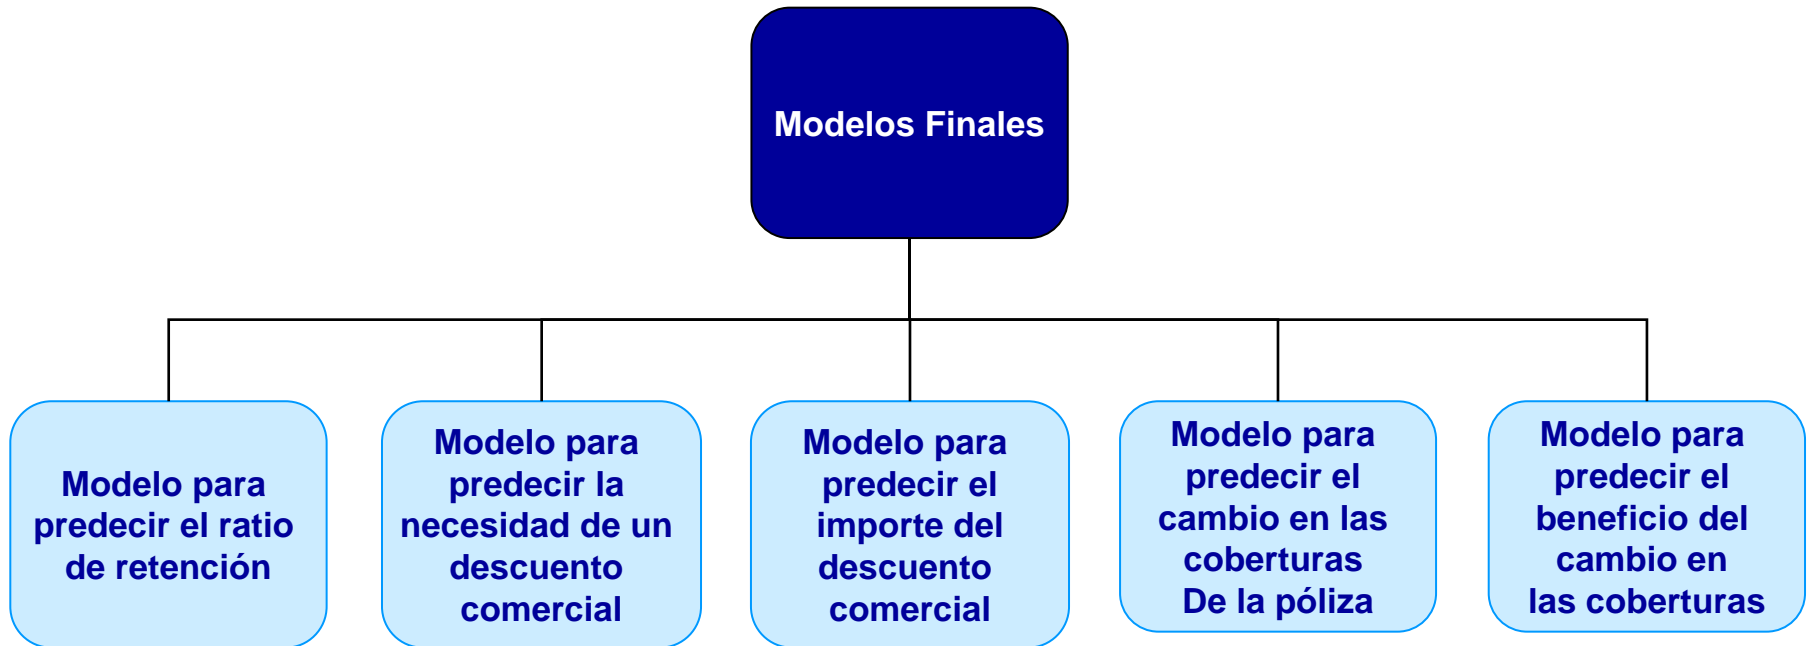 Modelos Finales
Modelo para
predecir el ratio
de retención
Modelo para
predecir la
necesidad de un
descuento
comercial
Modelo para
predecir el
importe del
descuento
comercial
Modelo para
predecir el
cambio en las
coberturas
De la póliza
Modelo para
predecir el
beneficio del
cambio en
las coberturas